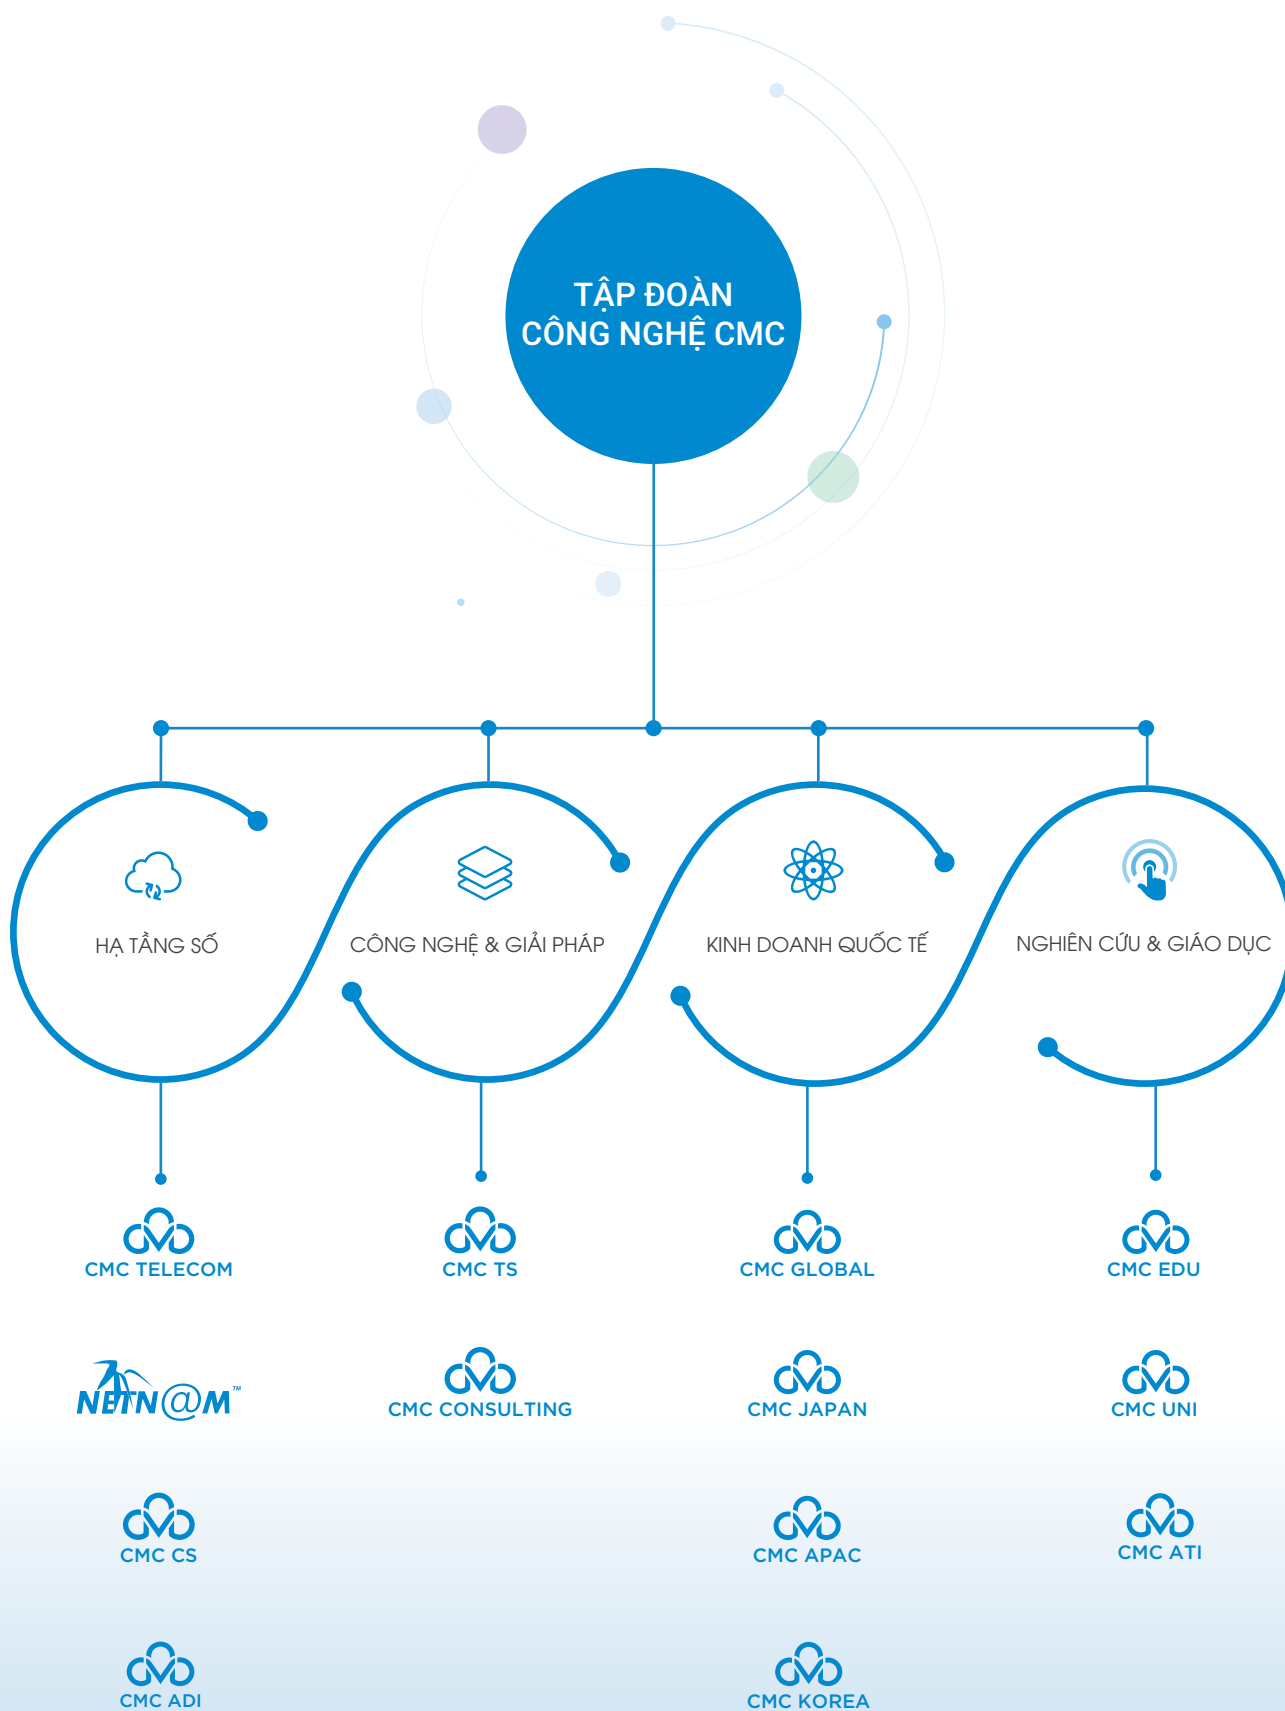 TẬP ĐOÀN
CÔNG NGHỆ CMC
HẠ TẦNG SỐ
CÔNG NGHỆ & GIẢI PHÁP
KINH DOANH QUỐC TẾ
NGHIÊN CỨU & GIÁO DỤC
CMC TELECOM
CMC TS
CMC GLOBAL
CMC EDU
NETN@M™
CMC CONSULTING
CMC JAPAN
CMC UNI
CMC CS
CMC APAC
CMC ATI
CMC ADI
CMC KOREA